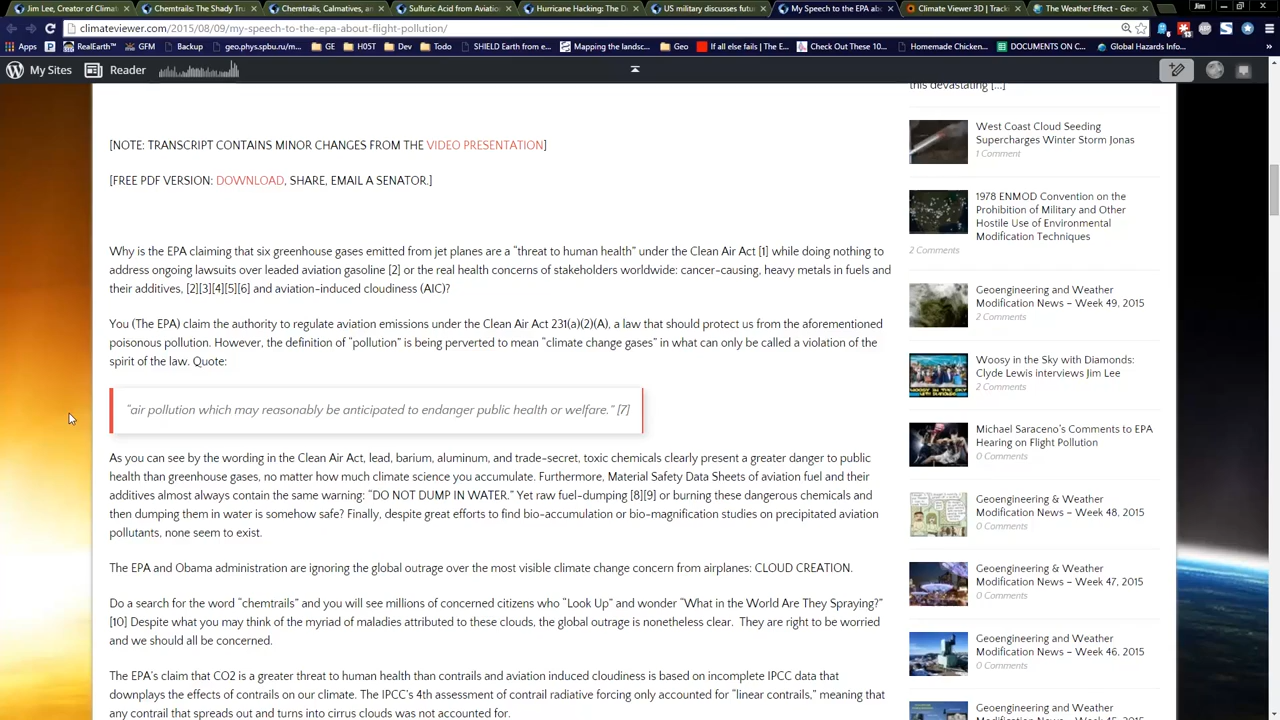 Jim Lee, Creator of Climat
Chemtrails: The Shady Tru
Chemtrails, Calmatives, an
Sulfuric Acid from Aviation
Hurricane Hacking: The D
US military discusses futur
My Speech to the EPA abo
Climate Viewer 3D | Track
The Weather Effect - Geo
Jim
climateviewer.com/2015/08/09/my-speech-to-the-epa-about-flight-pollution/
Apps
RealEarth™
GFM
Backup
geo.phys.spbu.ru/m...
GE
H05T
Dev
Todo
SHIELD Earth from e...
Mapping the landsc...
Geo
If all else fails | The E...
Check Out These 10...
Homemade Chicken...
DOCUMENTS ON C...
Global Hazards Infor...
My Sites
Reader
[NOTE: TRANSCRIPT CONTAINS MINOR CHANGES FROM THE VIDEO PRESENTATION]
[FREE PDF VERSION: DOWNLOAD, SHARE, EMAIL A SENATOR.]
Why is the EPA claiming that six greenhouse gases emitted from jet planes are a “threat to human health” under the Clean Air Act [1] while doing nothing to
address ongoing lawsuits over leaded aviation gasoline [2] or the real health concerns of stakeholders worldwide: cancer-causing, heavy metals in fuels and
their additives, [2][3][4][5][6] and aviation-induced cloudiness (AIC)?
You (The EPA) claim the authority to regulate aviation emissions under the Clean Air Act 231(a)(2)(A), a law that should protect us from the aforementioned
poisonous pollution. However, the definition of “pollution” is being perverted to mean “climate change gases” in what can only be called a violation of the
spirit of the law. Quote:
“air pollution which may reasonably be anticipated to endanger public health or welfare.” [7]
As you can see by the wording in the Clean Air Act, lead, barium, aluminum, and trade-secret, toxic chemicals clearly present a greater danger to public
health than greenhouse gases, no matter how much climate science you accumulate. Furthermore, Material Safety Data Sheets of aviation fuel and their
additives almost always contain the same warning: “DO NOT DUMP IN WATER.” Yet raw fuel-dumping [8][9] or burning these dangerous chemicals and
then dumping them in the air is somehow safe? Finally, despite great efforts to find bio-accumulation or bio-magnification studies on precipitated aviation
pollutants, none seem to exist.
The EPA and Obama administration are ignoring the global outrage over the most visible climate change concern from airplanes: CLOUD CREATION.
Do a search for the word “chemtrails” and you will see millions of concerned citizens who “Look Up” and wonder “What in the World Are They Spraying?”
[10] Despite what you may think of the myriad of maladies attributed to these clouds, the global outrage is nonetheless clear. They are right to be worried
and we should all be concerned.
The EPA’s claim that CO2 is a greater threat to human health than contrails and aviation induced cloudiness is based on incomplete IPCC data that
downplays the effects of contrails on our climate. The IPCC’s 4th assessment of contrail radiative forcing only accounted for “linear contrails,” meaning that
any contrail that spreads out and turns into cirrus clouds was not accounted for.
this devastating [...]
West Coast Cloud Seeding
Supercharges Winter Storm Jonas
1 Comment
1978 ENMOD Convention on the
Prohibition of Military and Other
Hostile Use of Environmental
Modification Techniques
2 Comments
Geoengineering and Weather
Modification News – Week 49, 2015
2 Comments
Woosy in the Sky with Diamonds:
Clyde Lewis interviews Jim Lee
2 Comments
Michael Saraceno’s Comments to EPA
Hearing on Flight Pollution
0 Comments
Geoengineering & Weather
Modification News – Week 48, 2015
0 Comments
Geoengineering & Weather
Modification News – Week 47, 2015
0 Comments
Geoengineering and Weather
Modification News – Week 46, 2015
0 Comments
Geoengineering and Weather